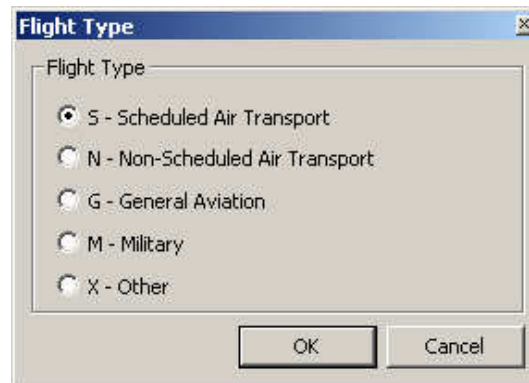 Flight Type
Flight Type
S - Scheduled Air Transport
N - Non-Scheduled Air Transport
G - General Aviation
M - Military
X - Other
OK Cancel